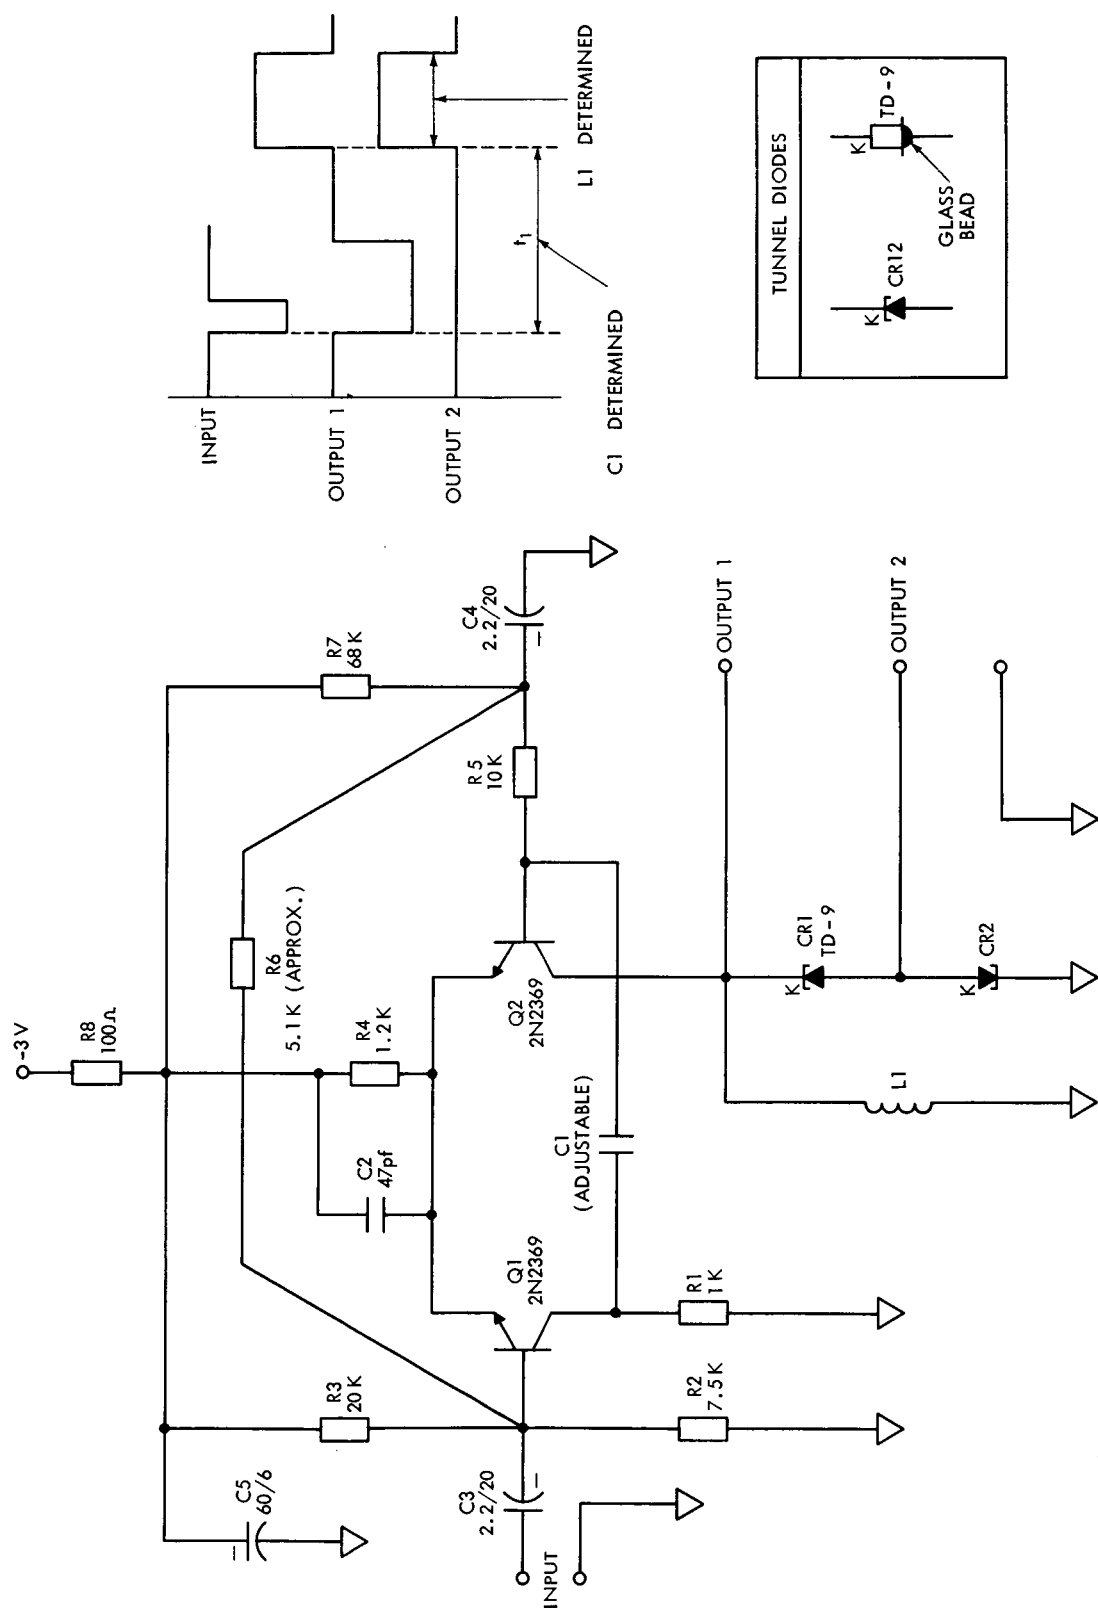 INPUT
OUTPUT 1
OUTPUT 2
t1
C1 DETERMINED
L1 DETERMINED
TUNNEL DIODES
K
CR12
K
TD-9
GLASS
BEAD
-3 V
R8
100Ω
C5
60/6
R3
20 K
R6
5.1 K (APPROX.)
R7
68 K
C2
47pf
R4
1.2 K
C4
2.2/20
C3
2.2/20
INPUT
Q1
2N2369
Q2
2N2369
R5
10 K
R2
7.5 K
R1
1 K
C1
(ADJUSTABLE)
L1
CR1
TD-9
K
CR2
K
OUTPUT 1
OUTPUT 2